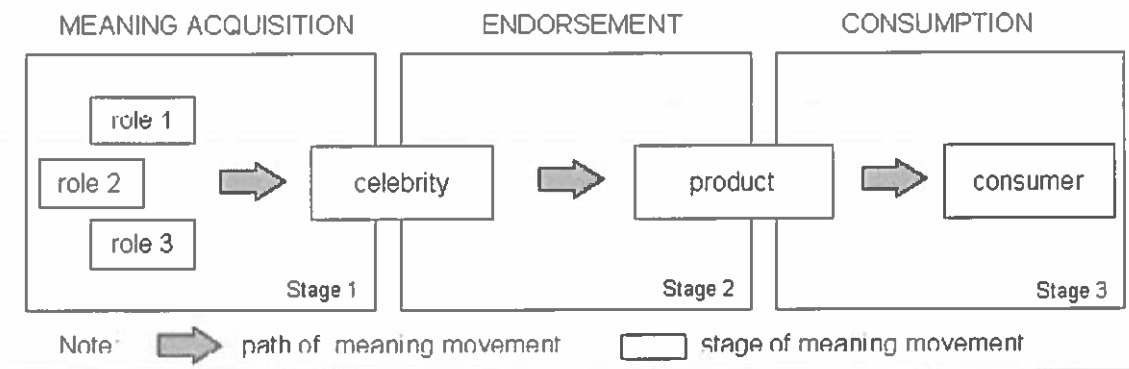 MEANING ACQUISITION
ENDORSEMENT
CONSUMPTION
role 1
role 2
role 3
celebrity
product
consumer
Stage 1
Stage 2
Stage 3
Note: path of meaning movement stage of meaning movement